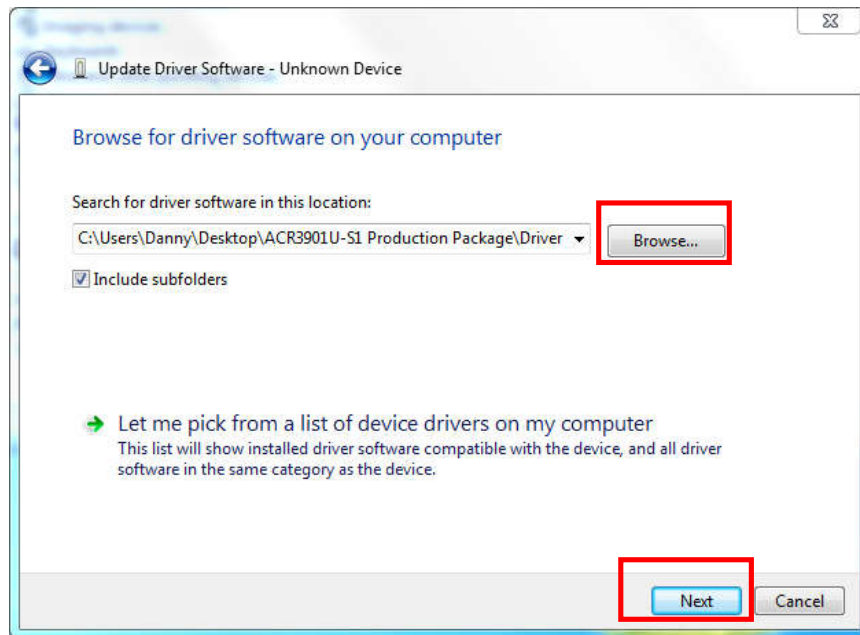 Imaging devices
Update Driver Software - Unknown Device
Browse for driver software on your computer
Search for driver software in this location:
C:\Users\Danny\Desktop\ACR3901U-S1 Production Package\Driver
Browse...
Include subfolders
Let me pick from a list of device drivers on my computer
This list will show installed driver software compatible with the device, and all driver
software in the same category as the device.
Next
Cancel